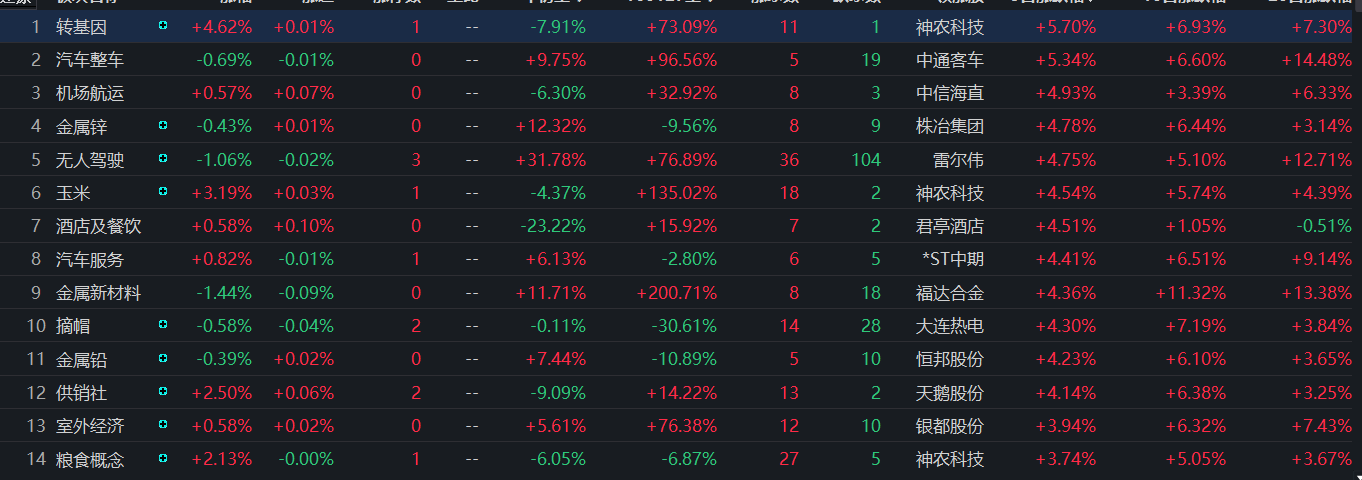 1 转基因 +4.62% +0.01% 1 -- -7.91% +73.09% 11 1 神农科技 +5.70% +6.93% +7.30%
2 汽车整车 -0.69% -0.01% 0 -- +9.75% +96.56% 5 19 中通客车 +5.34% +6.60% +14.48%
3 机场航运 +0.57% +0.07% 0 -- -6.30% +32.92% 8 3 中信海直 +4.93% +3.39% +6.33%
4 金属锌 -0.43% +0.01% 0 -- +12.32% -9.56% 8 9 株冶集团 +4.78% +6.44% +3.14%
5 无人驾驶 -1.06% -0.02% 3 -- +31.78% +76.89% 36 104 雷尔伟 +4.75% +5.10% +12.71%
6 玉米 +3.19% +0.03% 1 -- -4.37% +135.02% 18 2 神农科技 +4.54% +5.74% +4.39%
7 酒店及餐饮 +0.58% +0.10% 0 -- -23.22% +15.92% 7 2 君亭酒店 +4.51% +1.05% -0.51%
8 汽车服务 +0.82% -0.01% 1 -- +6.13% -2.80% 6 5 *ST中期 +4.41% +6.51% +9.14%
9 金属新材料 -1.44% -0.09% 0 -- +11.71% +200.71% 8 18 福达合金 +4.36% +11.32% +13.38%
10 摘帽 -0.58% -0.04% 2 -- -0.11% -30.61% 14 28 大连热电 +4.30% +7.19% +3.84%
11 金属铅 -0.39% +0.02% 0 -- +7.44% -10.89% 5 10 恒邦股份 +4.23% +6.10% +3.65%
12 供销社 +2.50% +0.06% 2 -- -9.09% +14.22% 13 2 天鹅股份 +4.14% +6.38% +3.25%
13 室外经济 +0.58% +0.02% 0 -- +5.61% +76.38% 12 10 银都股份 +3.94% +6.32% +7.43%
14 粮食概念 +2.13% -0.00% 1 -- -6.05% -6.87% 27 5 神农科技 +3.74% +5.05% +3.67%